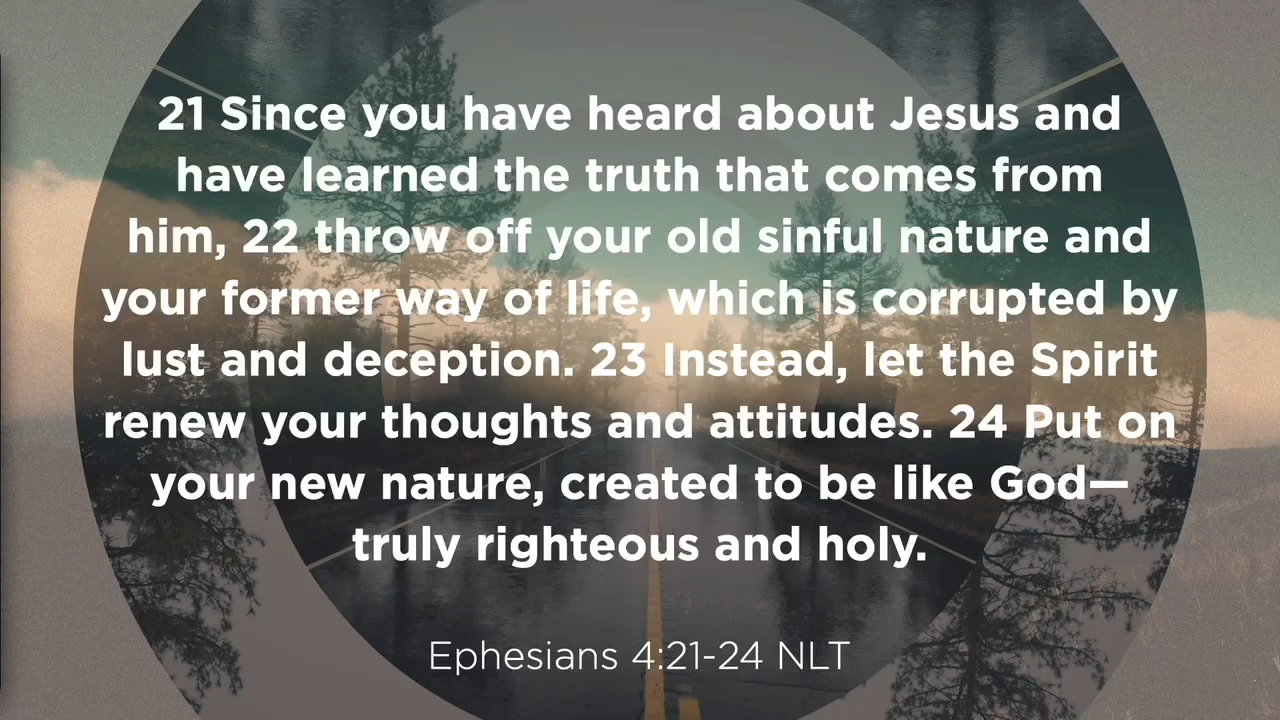 21 Since you have heard about Jesus and
have learned the truth that comes from
him, 22 throw off your old sinful nature and
your former way of life, which is corrupted by
lust and deception. 23 Instead, let the Spirit
renew your thoughts and attitudes. 24 Put on
your new nature, created to be like God—
truly righteous and holy.
Ephesians 4:21-24 NLT